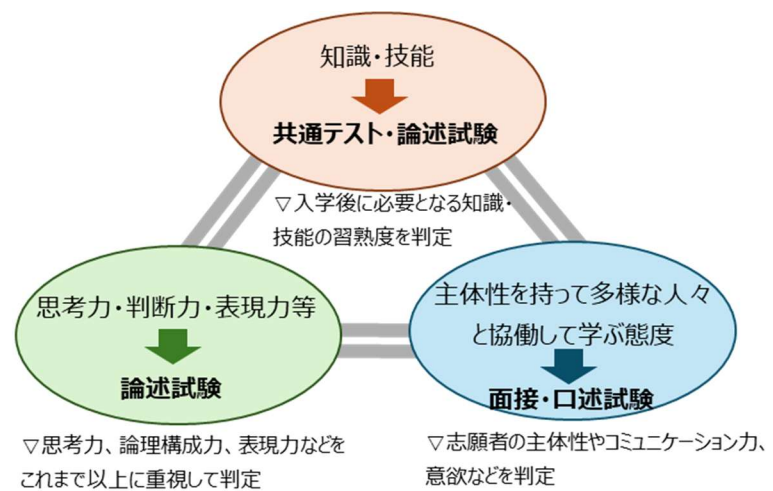 知識・技能
共通テスト・論述試験
▽入学後に必要となる知識・
技能の習熟度を判定
思考力・判断力・表現力等
論述試験
▽思考力、論理構成力、表現力などを
これまで以上に重視して判定
主体性を持って多様な人々
と協働して学ぶ態度
面接・口述試験
▽志願者の主体性やコミュニケーション力、
意欲などを判定